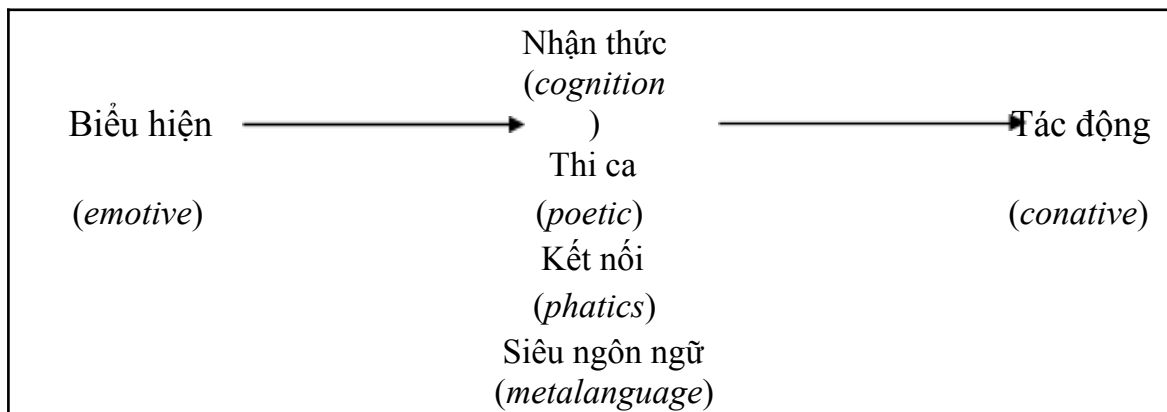 Nhận thức
(cognition
Biểu hiện ) Tác động
Thi ca
(emotive) (poetic) (conative)
Kết nối
(phatics)
Siêu ngôn ngữ
(metalanguage)